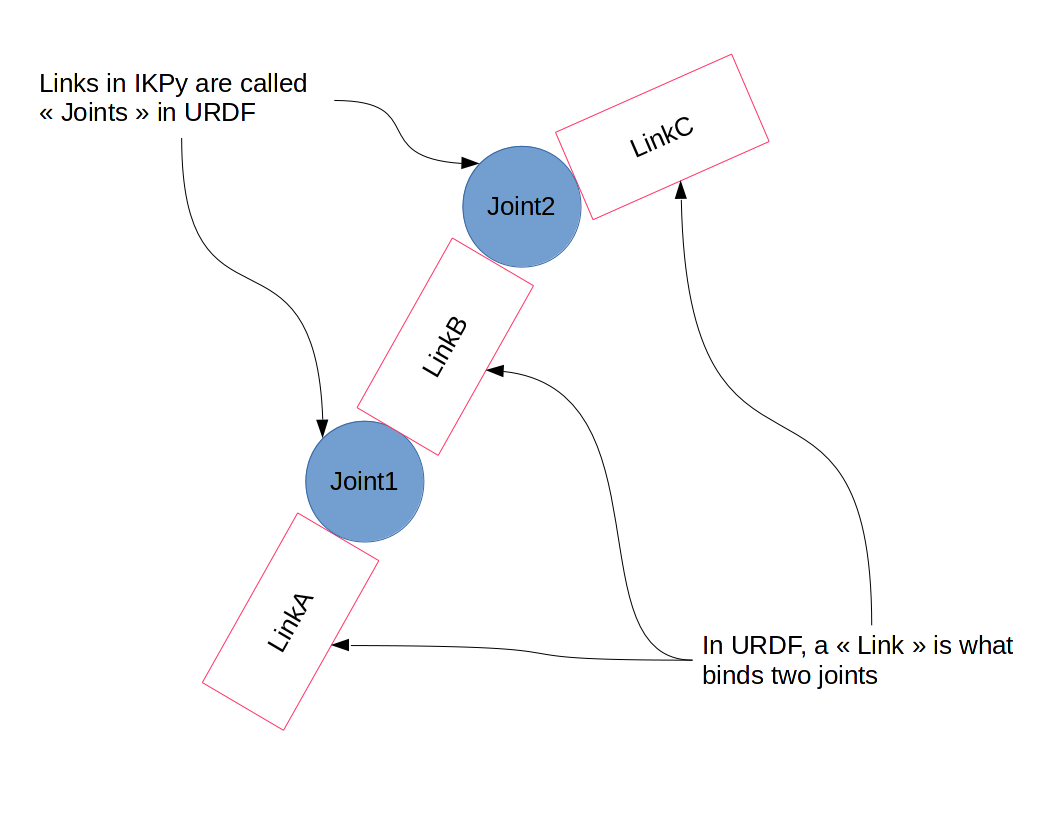 Links in IKPy are called
« Joints » in URDF
LinkC
Joint2
LinkB
Joint1
LinkA
In URDF, a « Link » is what
binds two joints